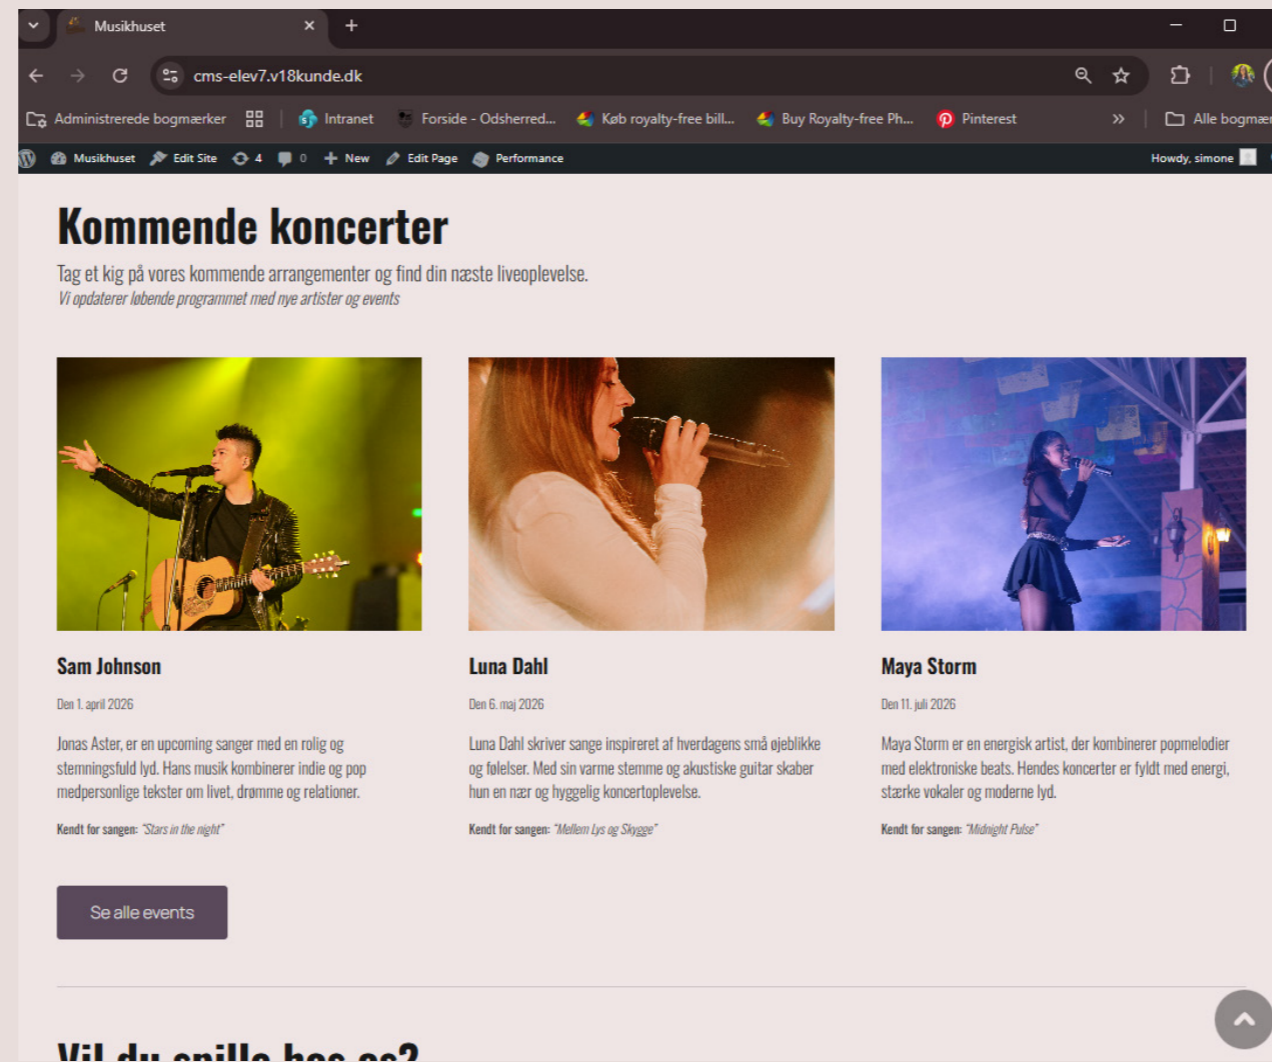 Musikhuset
cms-elev7.v18kunde.dk
Administrerede bogmærker
Intranet
Forside - Odsherred...
Køb royalty-free bill...
Buy Royalty-free Ph...
Pinterest
Alle bogmær
Musikhuset Edit Site 4 0 New Edit Page Performance Howdy, simone
Kommende koncerter
Tag et kig på vores kommende arrangementer og find din næste liveoplevelse.
Vi opdaterer løbende programmet med nye artister og events
Sam Johnson
Den 1. april 2026
Jonas Aster, er en upcoming sanger med en rolig og
stemningsfuld lyd. Hans musik kombinerer indie og pop
medpersonlige tekster om livet, drømme og relationer.
Kendt for sangen: "Stars in the night"
Luna Dahl
Den 6. maj 2026
Luna Dahl skriver sange inspireret af hverdagens små øjeblikke
og følelser. Med sin varme stemme og akustiske guitar skaber
hun en nær og hyggelig koncertoplevelse.
Kendt for sangen: "Mellem Lys og Skygge"
Maya Storm
Den 11. juli 2026
Maya Storm er en energisk artist, der kombinerer popmelodier
med elektroniske beats. Hendes koncerter er fyldt med energi,
stærke vokaler og moderne lyd.
Kendt for sangen: "Midnight Pulse"
Se alle events
Vil du spille hos os?